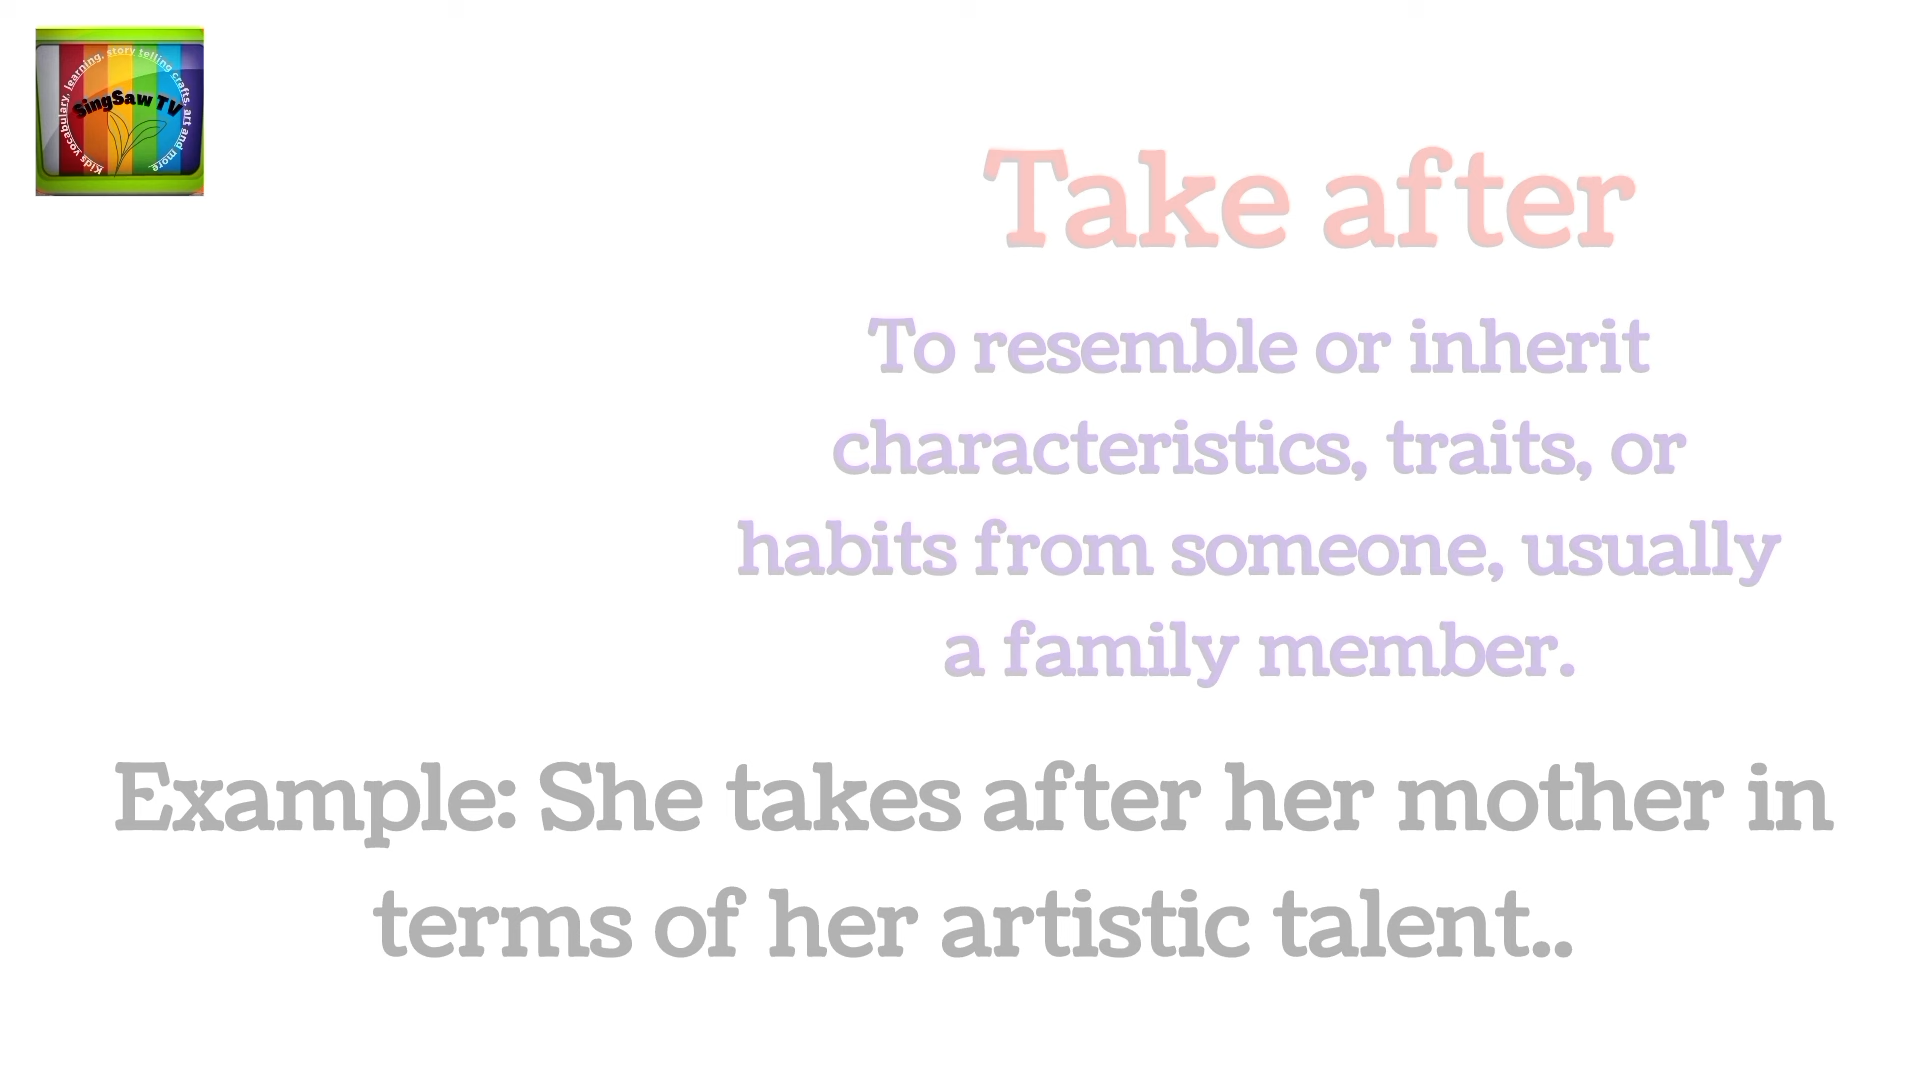 Kids vocabulary, learning, story telling crafts, art and more
SingSaw TV
Take after
To resemble or inherit
characteristics, traits, or
habits from someone, usually
a family member.
Example: She takes after her mother in
terms of her artistic talent..